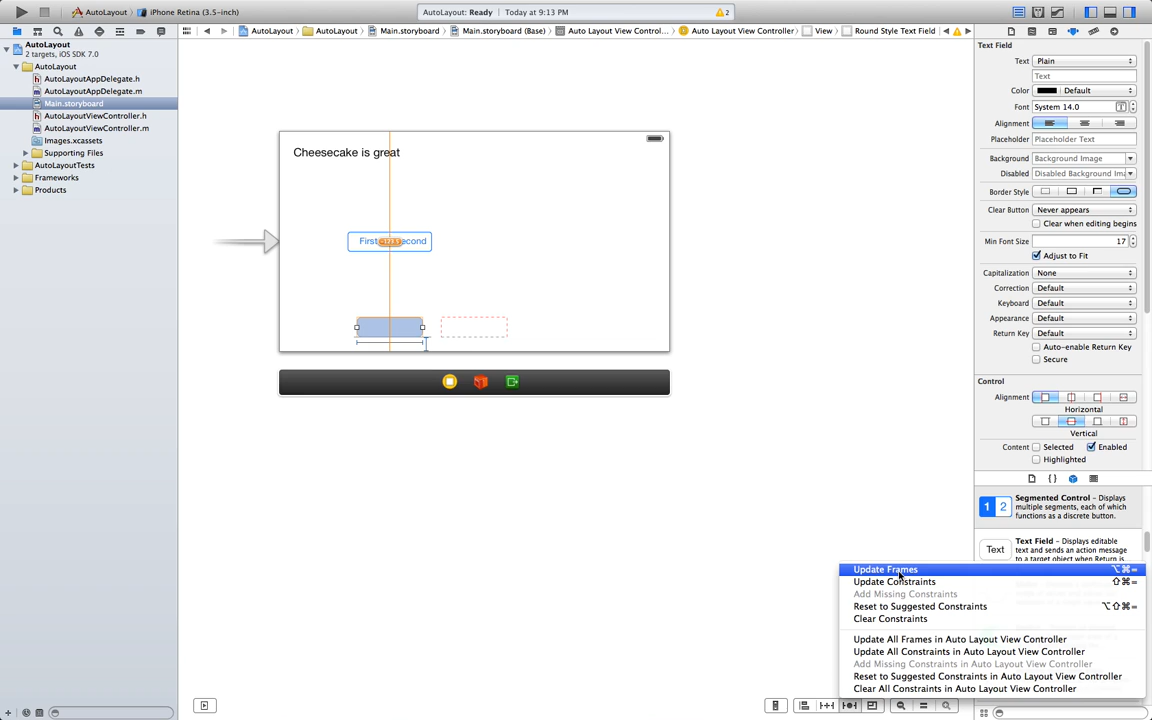 AutoLayout
iPhone Retina (3.5-inch)
AutoLayout: Ready
Today at 9:13 PM
2
AutoLayout
AutoLayout
Main.storyboard
Main.storyboard (Base)
Auto Layout View Control...
Auto Layout View Controller
View
Round Style Text Field
AutoLayout
2 targets, iOS SDK 7.0
AutoLayout
AutoLayoutAppDelegate.h
AutoLayoutAppDelegate.m
Main.storyboard
AutoLayoutViewController.h
AutoLayoutViewController.m
Images.xcassets
Supporting Files
AutoLayoutTests
Frameworks
Products
Cheesecake is great
First
econd
Text Field
Text Plain
Text
Color Default
Font System 14.0
Alignment
Placeholder Placeholder Text
Background Background Image
Disabled Disabled Background Ima
Border Style
Clear Button Never appears
Clear when editing begins
Min Font Size 17
Adjust to Fit
Capitalization None
Correction Default
Keyboard Default
Appearance Default
Return Key Default
Auto-enable Return Key
Secure
Control
Alignment
Horizontal
Vertical
Content Selected Enabled
Highlighted
1 2
Segmented Control – Displays
multiple segments, each of which
functions as a discrete button.
Text
Text Field – Displays editable
text and sends an action message
to a target object when Return is
Update Frames ⌥⌘=
Update Constraints ⇧⌘=
Add Missing Constraints
Reset to Suggested Constraints ⌥⇧⌘=
Clear Constraints
Update All Frames in Auto Layout View Controller
Update All Constraints in Auto Layout View Controller
Add Missing Constraints in Auto Layout View Controller
Reset to Suggested Constraints in Auto Layout View Controller
Clear All Constraints in Auto Layout View Controller